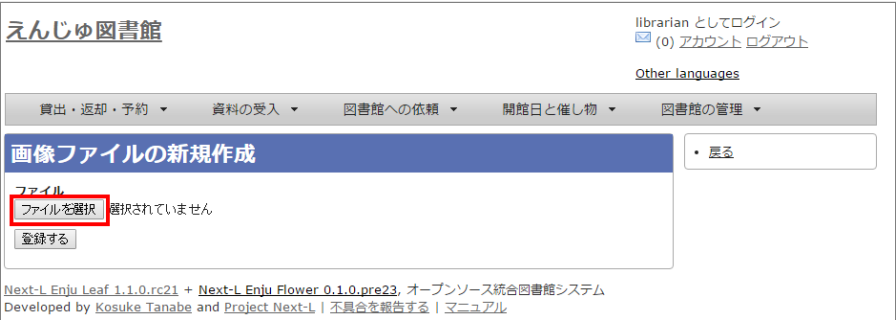 えんじゅ図書館
librarian としてログイン
(0) アカウント ログアウト
Other languages
貸出・返却・予約 ▼ 資料の受入 ▼ 図書館への依頼 ▼ 開館日と催し物 ▼ 図書館の管理 ▼
画像ファイルの新規作成
• 戻る
ファイル
ファイルを選択 選択されていません
登録する
Next-L Enju Leaf 1.1.0.rc21 + Next-L Enju Flower 0.1.0.pre23, オープンソース統合図書館システム
Developed by Kosuke Tanabe and Project Next-L | 不具合を報告する | マニュアル